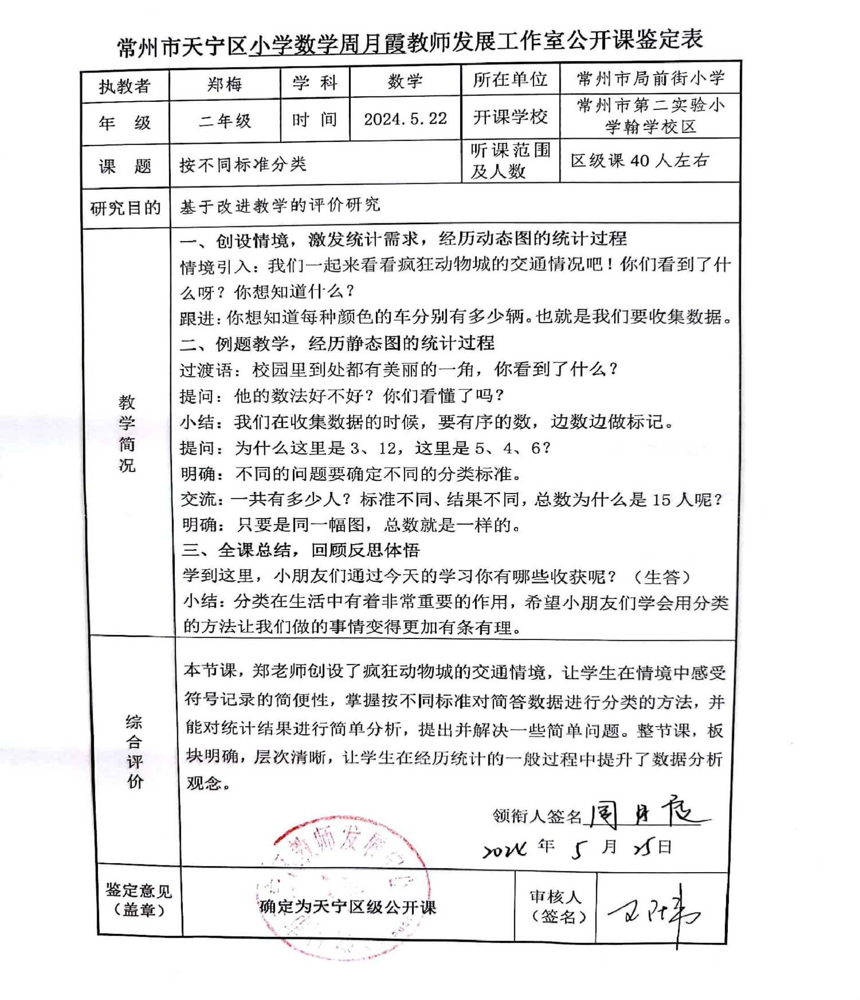 常州市天宁区小学数学周月霞教师发展工作室公开课鉴定表
执教者 郑梅 学 科 数学 所在单位 常州市局前街小学
年 级 二年级 时 间 2024.5.22 开课学校 常州市第二实验小
学翰学校区
课 题 按不同标准分类 听课范围
及人数 区级课 40 人左右
研究目的 基于改进教学的评价研究
教学简况
一、创设情境，激发统计需求，经历动态图的统计过程
情境引入：我们一起来看看疯狂动物城的交通情况吧！你们看到了什
么呀？你想知道什么？
跟进：你想知道每种颜色的车分别有多少辆。也就是我们要收集数据。
二、例题教学，经历静态图的统计过程
过渡语：校园里到处都有美丽的一角，你看到了什么？
提问：他的数法好不好？你们看懂了吗？
小结：我们在收集数据的时候，要有序的数，边数边做标记。
提问：为什么这里是 3、12，这里是 5、4、6？
明确：不同的问题要确定不同的分类标准。
交流：一共有多少人？标准不同、结果不同，总数为什么是 15 人呢？
明确：只要是同一幅图，总数就是一样的。
三、全课总结，回顾反思体悟
学到这里，小朋友们通过今天的学习你有哪些收获呢？（生答）
小结：分类在生活中有着非常重要的作用，希望小朋友们学会用分类
的方法让我们做的事情变得更加有条有理。
综合评价
本节课，郑老师创设了疯狂动物城的交通情境，让学生在情境中感受
符号记录的简便性，掌握按不同标准对简答数据进行分类的方法，并
能对统计结果进行简单分析，提出并解决一些简单问题。整节课，板
块明确，层次清晰，让学生在经历统计的一般过程中提升了数据分析
观念。
领衔人签名 周月霞
2024 年 5 月 25 日
教师发展
鉴定意见
（盖章）
确定为天宁区级公开课
审核人
（签名）